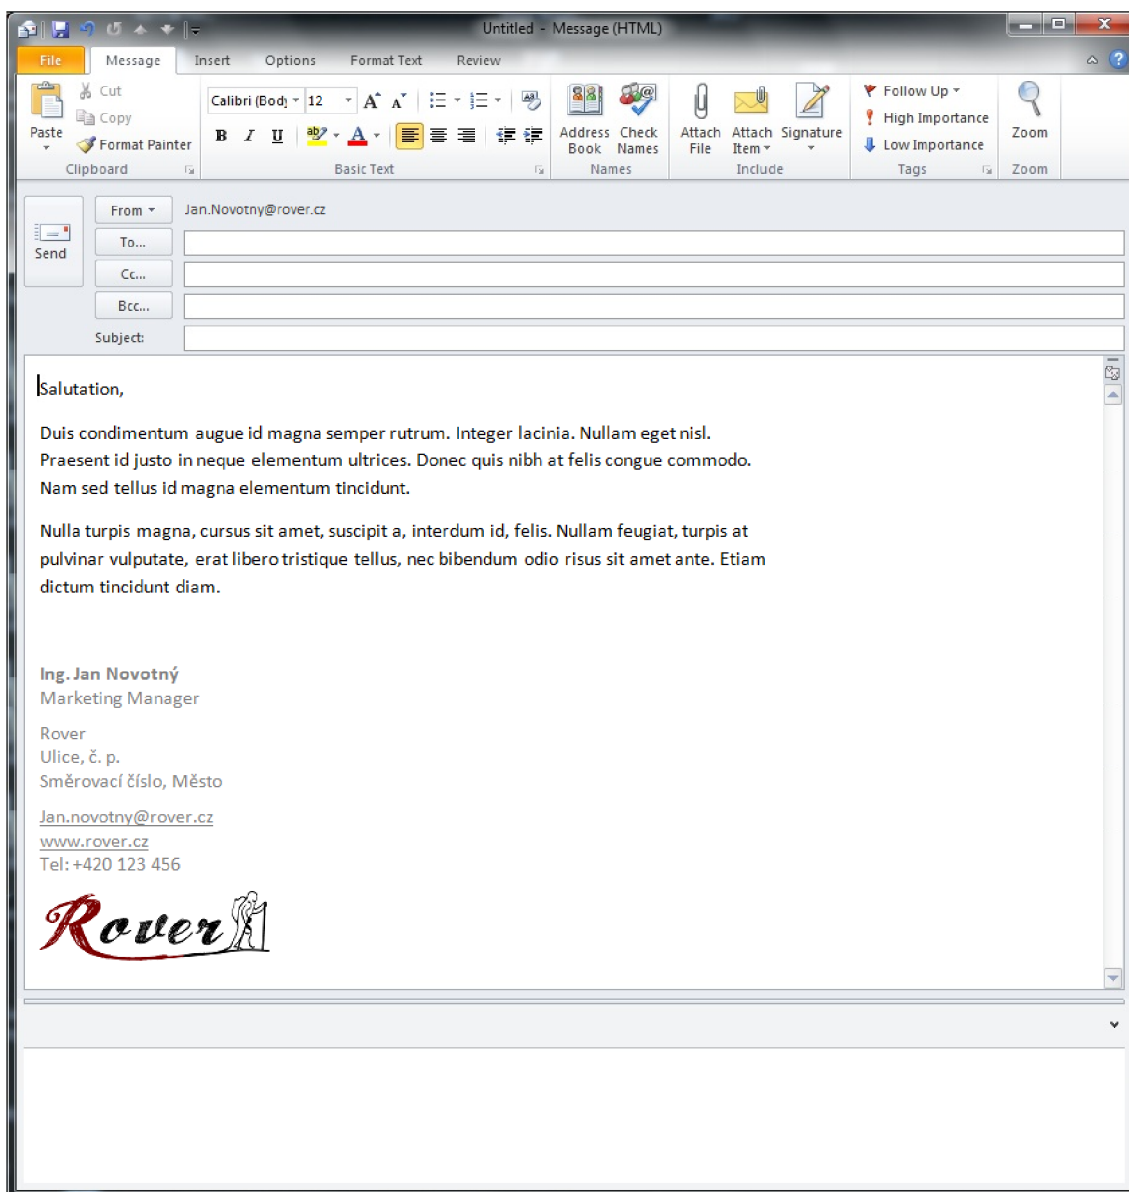 Untitled - Message (HTML)
File Message Insert Options Format Text Review
Paste
Cut
Copy
Format Painter
Clipboard
Calibri (Body 12
B I U
Basic Text
Address Book
Check Names
Names
Attach File
Attach Item
Signature
Include
Follow Up
High Importance
Low Importance
Tags
Zoom
Zoom
Send
From Jan.Novotny@rover.cz
To...
Cc...
Bcc...
Subject:
Salutation,
Duis condimentum augue id magna semper rutrum. Integer lacinia. Nullam eget nisl.
Praesent id justo in neque elementum ultrices. Donec quis nibh at felis congue commodo.
Nam sed tellus id magna elementum tincidunt.
Nulla turpis magna, cursus sit amet, suscipit a, interdum id, felis. Nullam feugiat, turpis at
pulvinar vulputate, erat libero tristique tellus, nec bibendum odio risus sit amet ante. Etiam
dictum tincidunt diam.
Ing. Jan Novotný
Marketing Manager
Rover
Ulice, č. p.
Směrovací číslo, Město
Jan.novotny@rover.cz
www.rover.cz
Tel: +420 123 456
Rover